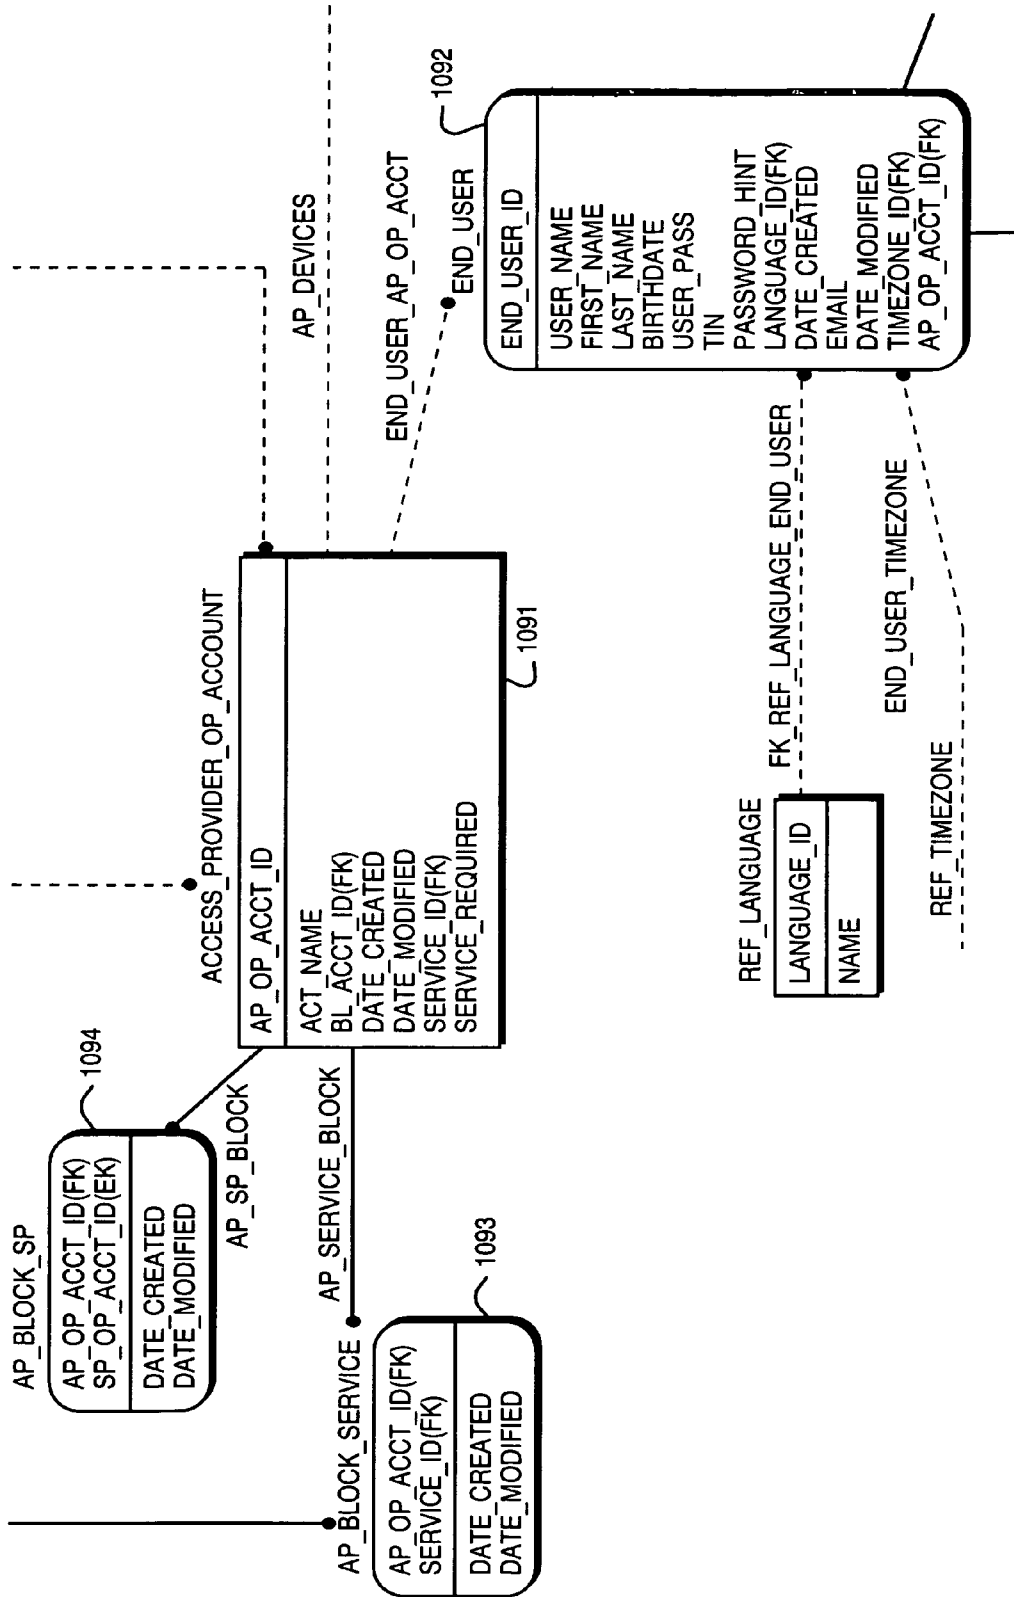 AP_BLOCK_SP
AP_OP_ACCT_ID(FK)
SP_OP_ACCT_ID(EK)
DATE_CREATED
DATE_MODIFIED
1094
AP_SP_BLOCK
AP_BLOCK_SERVICE
AP_OP_ACCT_ID(FK)
SERVICE_ID(FK)
DATE_CREATED
DATE_MODIFIED
1093
AP_SERVICE_BLOCK
ACCESS_PROVIDER_OP_ACCOUNT
AP_OP_ACCT_ID
ACT_NAME
BL_ACCT_ID(FK)
DATE_CREATED
DATE_MODIFIED
SERVICE_ID(FK)
SERVICE_REQUIRED
1091
AP_DEVICES
END_USER_AP_OP_ACCT
END_USER
1092
END_USER_ID
USER_NAME
FIRST_NAME
LAST_NAME
BIRTHDATE
USER_PASS
TIN
PASSWORD_HINT
LANGUAGE_ID(FK)
DATE_CREATED
EMAIL
DATE_MODIFIED
TIMEZONE_ID(FK)
AP_OP_ACCT_ID(FK)
REF_LANGUAGE
LANGUAGE_ID
NAME
FK_REF_LANGUAGE_END_USER
END_USER_TIMEZONE
REF_TIMEZONE